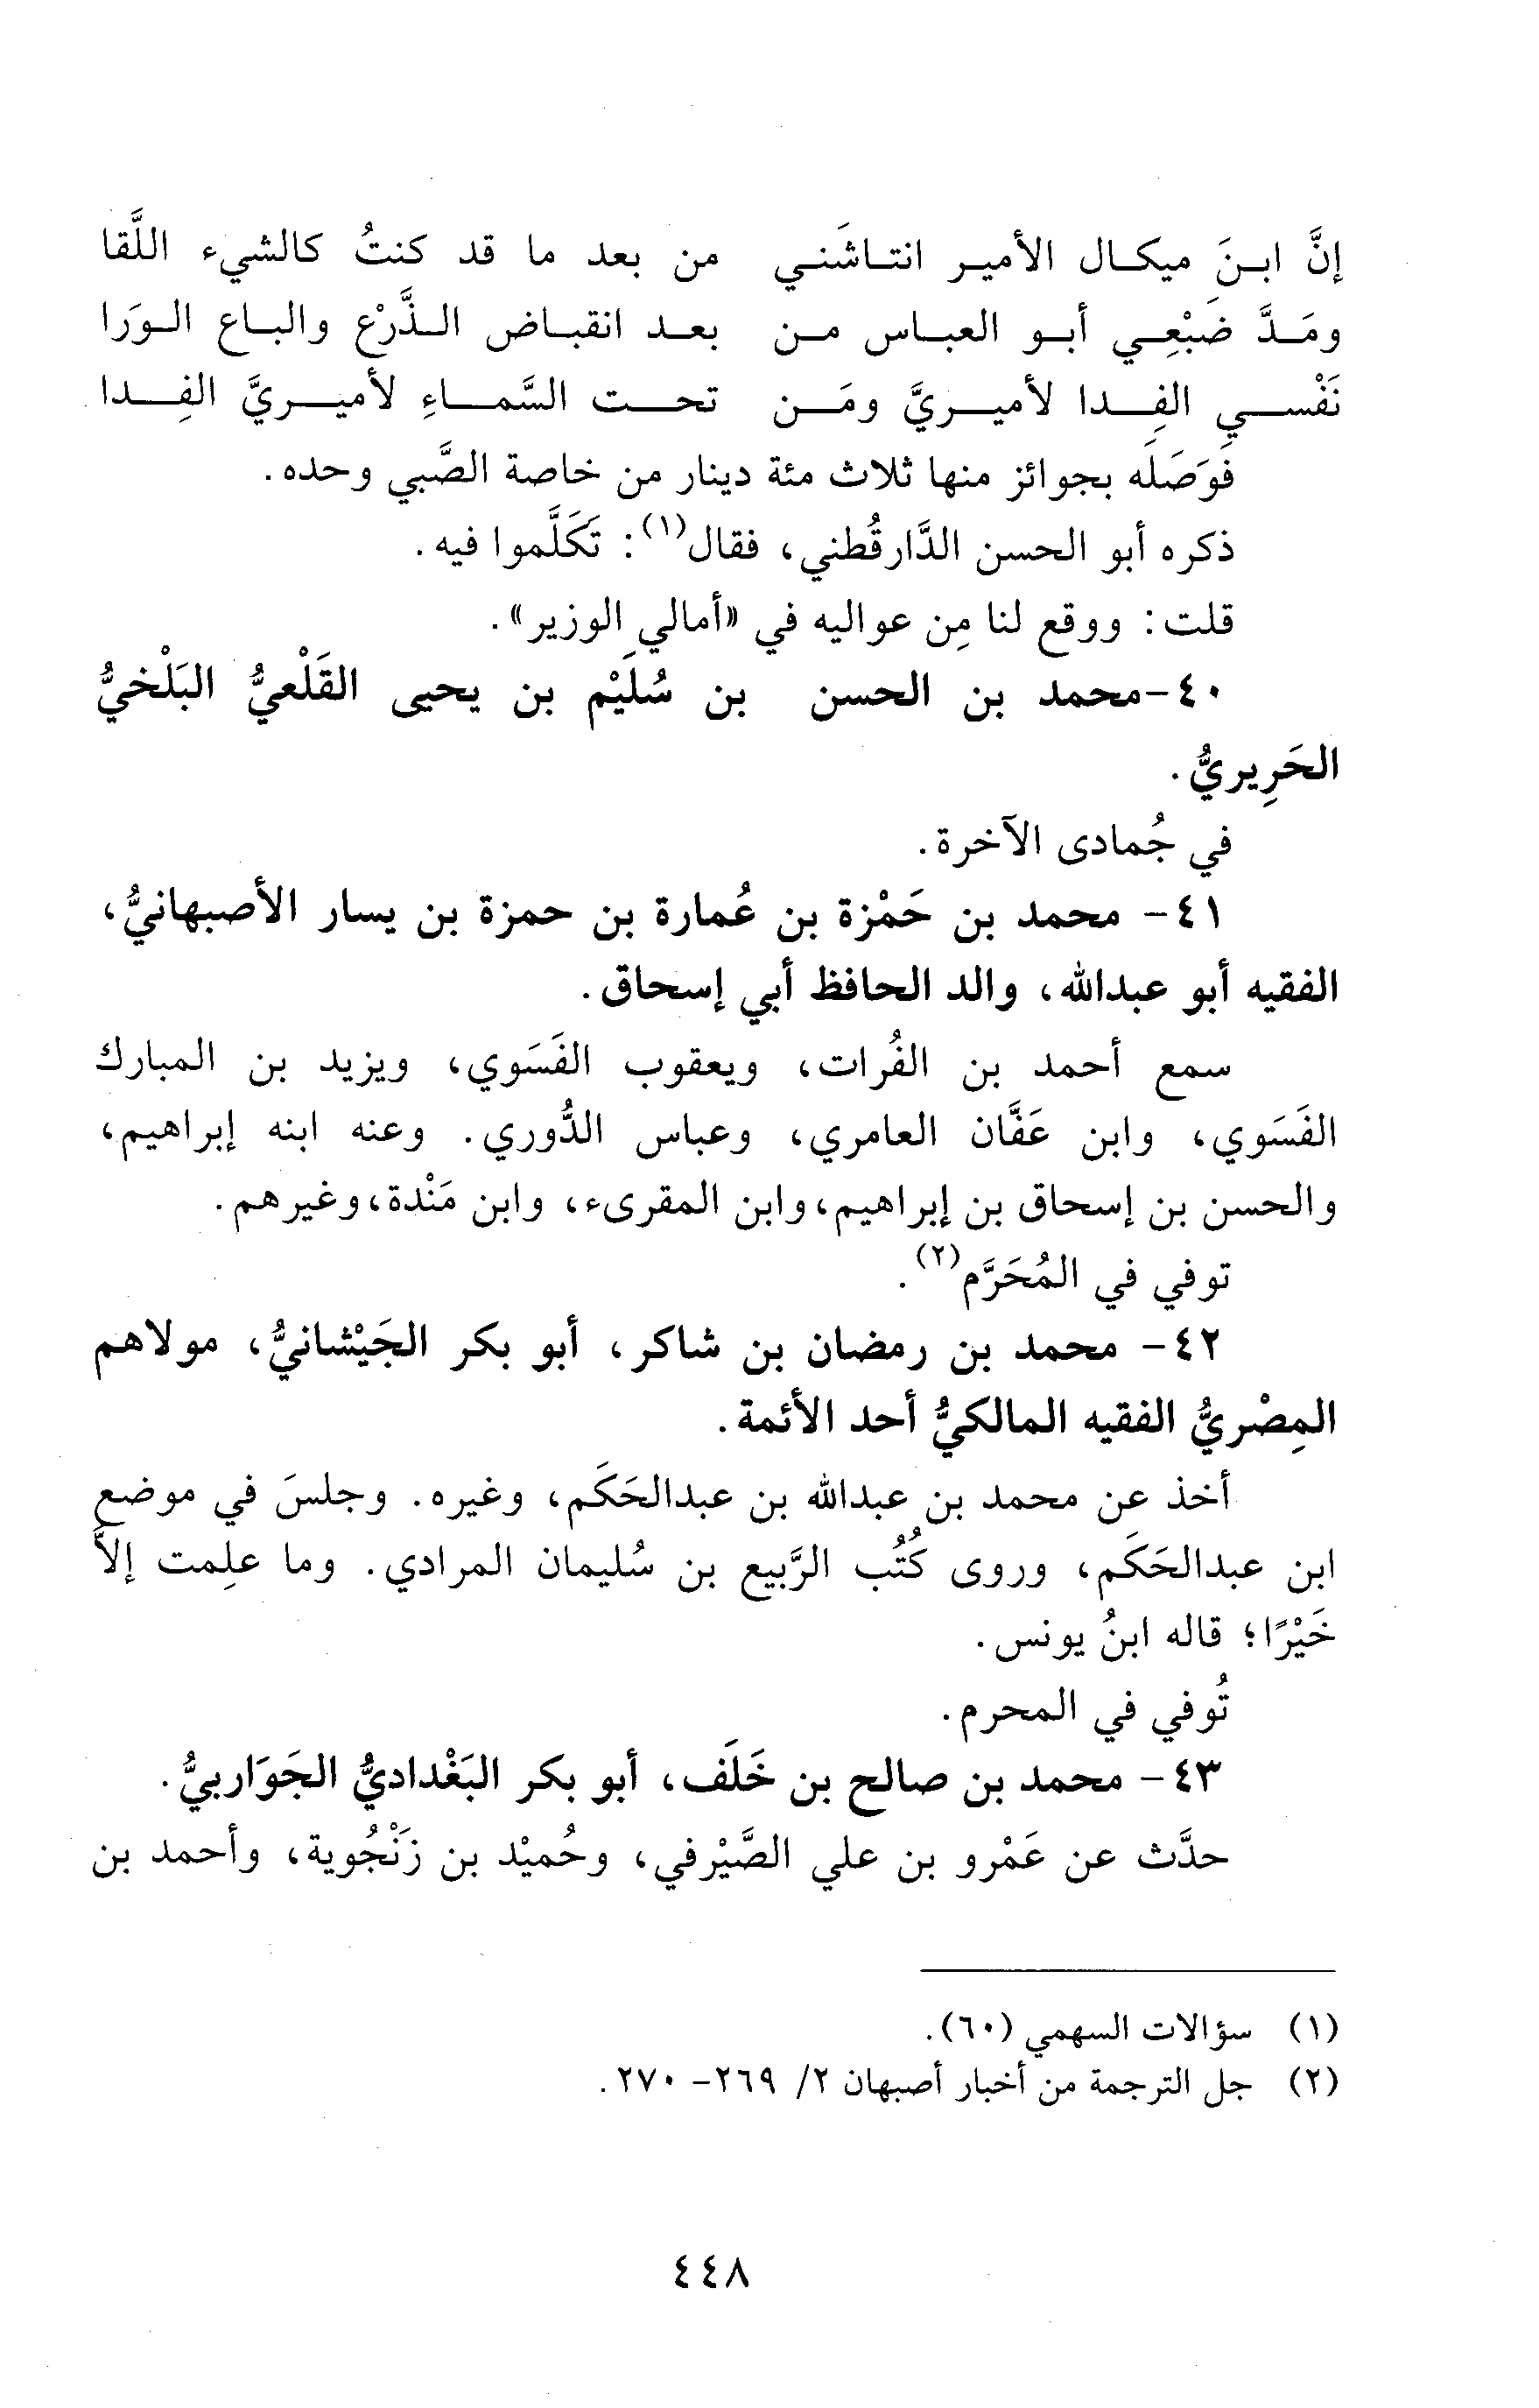 إنَّ ابنَ ميكال الأمير انتاشَني من بعد ما قد كنتُ كالشيء اللَّقا
ومَدَّ ضَبْعِي أبو العباس من بعد انقباض الذَّرْع والباع الوَرا
نَفْسي الفِدا لأميريَّ ومَن تحت السَّماءِ لأميريَّ الفِدا
فَوَصَلَه بجوائز منها ثلاث مئة دينار من خاصة الصَّبي وحده.
ذكره أبو الحسن الدَّارقُطني، فقال(١): تَكَلَّموا فيه.
قلت: ووقع لنا مِن عواليه في «أمالي الوزير».
٤٠-محمد بن الحسن بن سُلَيْم بن يحيى القَلْعيُّ البَلْخيُّ
الحَرِيريُّ.
في جُمادى الآخرة.
٤١- محمد بن حَمْزة بن عُمارة بن حمزة بن يسار الأصبهانيُّ،
الفقيه أبو عبدالله، والد الحافظ أبي إسحاق.
سمع أحمد بن الفُرات، ويعقوب الفَسَوي، ويزيد بن المبارك
الفَسَوي، وابن عَفَّان العامري، وعباس الدُّوري. وعنه ابنه إبراهيم،
والحسن بن إسحاق بن إبراهيم،وابن المقرىء، وابن مَنْدة،وغيرهم.
توفي في المُحَرَّم(٢).
٤٢- محمد بن رمضان بن شاكر، أبو بكر الجَيْشانيُّ، مولاهم
المِصْريُّ الفقيه المالكيُّ أحد الأئمة.
أخذ عن محمد بن عبدالله بن عبدالحَكَم، وغيره. وجلسَ في موضع
ابن عبدالحَكَم، وروى كُتُب الرَّبيع بن سُليمان المرادي. وما علِمت إلاَّ
خَيْرًا؛ قاله ابنُ يونس.
تُوفي في المحرم.
٤٣- محمد بن صالح بن خَلَف، أبو بكر البَغْداديُّ الجَوَاربيُّ.
حدَّث عن عَمْرو بن علي الصَّيْرفي، وحُميْد بن زَنْجُوية، وأحمد بن
(١) سؤالات السهمي (٦٠).
(٢) جل الترجمة من أخبار أصبهان ٢/ ٢٦٩- ٢٧٠.
٤٤٨